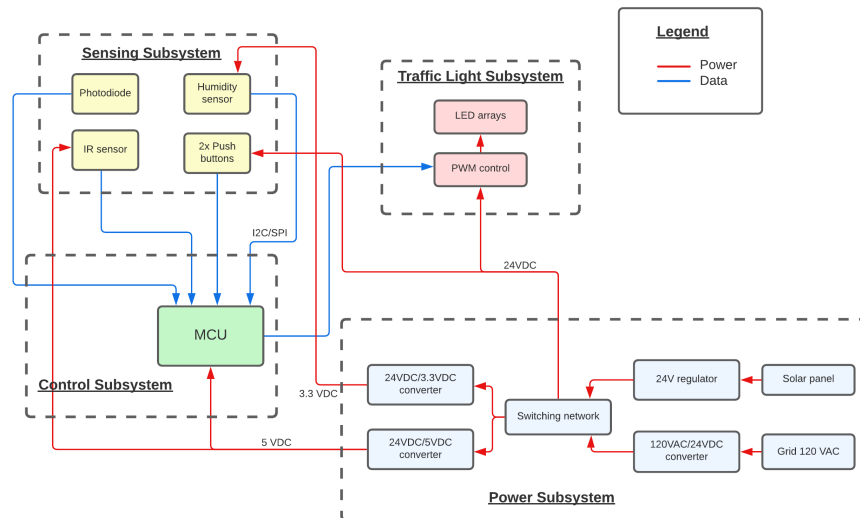 Legend
Power
Data
Sensing Subsystem
Photodiode
Humidity
sensor
IR sensor
2x Push
buttons
Traffic Light Subsystem
LED arrays
PWM control
I2C/SPI
24VDC
MCU
Control Subsystem
3.3 VDC
5 VDC
24VDC/3.3VDC
converter
24VDC/5VDC
converter
Switching network
24V regulator
Solar panel
120VAC/24VDC
converter
Grid 120 VAC
Power Subsystem